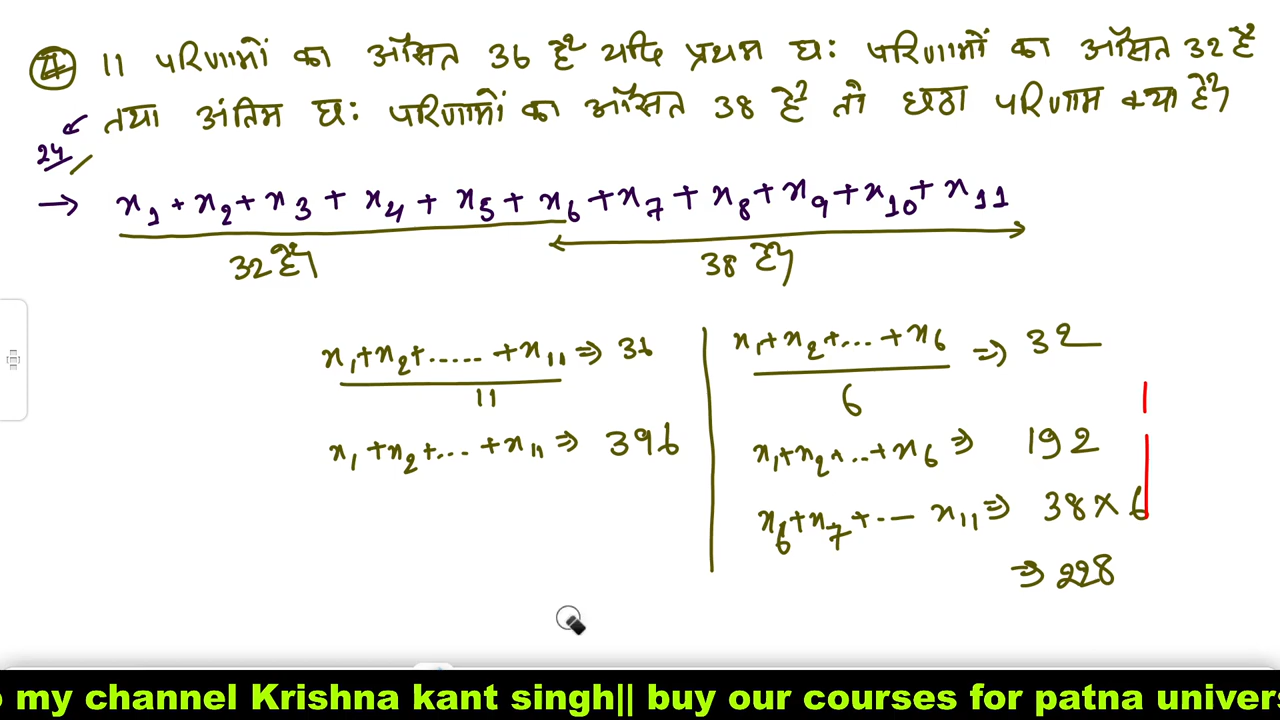 ④ 11 परिणामों का औसत 36 है यदि प्रथम छः परिणामों का औसत 32 है
तथा अंतिम छः परिणामों का औसत 38 है तो छठा परिणाम क्या है?
24
→ x₁ + x₂ + x₃ + x₄ + x₅ + x₆ + x₇ + x₈ + x₉ + x₁₀ + x₁₁
32 है। 38 है।
x₁+x₂+...... +x₁₁ ⇒ 36
11
x₁+x₂+... +x₁₁ ⇒ 396
x₁+x₂+... +x₆ ⇒ 32
6
x₁+x₂+..+x₆ ⇒ 192
x₆+x₇+.-- x₁₁ ⇒ 38×6
⇒ 228
o my channel Krishna kant singh|| buy our courses for patna univer